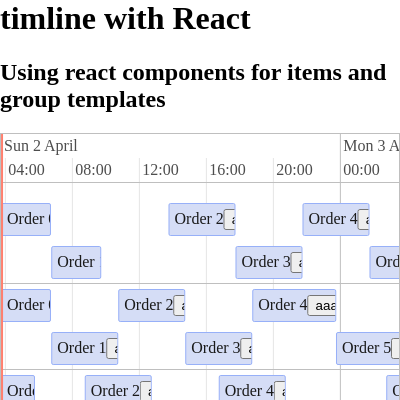 timline with React
Using react components for items and
group templates
Sun 2 April Mon 3 A
04:00 08:00 12:00 16:00 20:00 00:00
Order Order 2 a Order 4 a
Order Order 3 a Ord
Order Order 2 a Order 4 aaa
Order 1 a Order 3 a Order 5
Orde Order 2 a Order 4 a